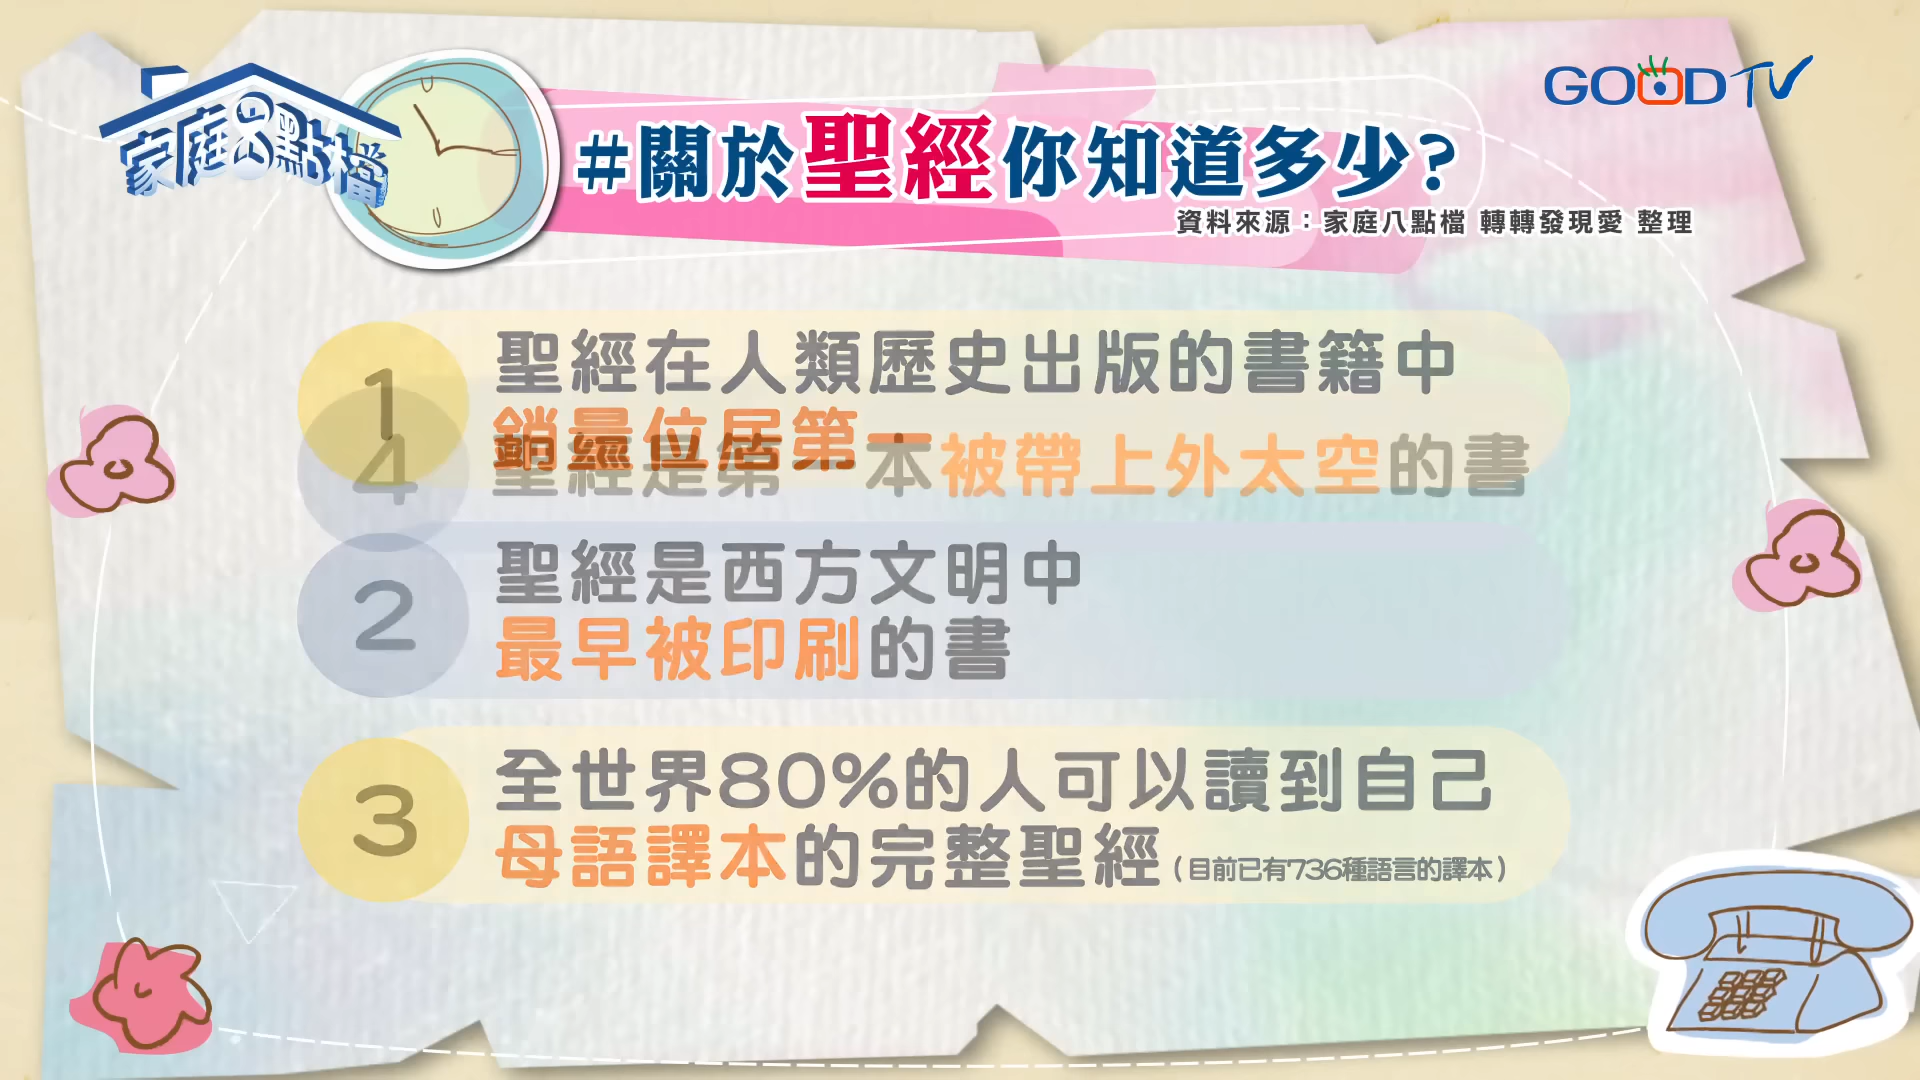 家庭八點檔
GOOD TV
#關於聖經你知道多少?
資料來源：家庭八點檔 轉轉發現愛 整理
1
聖經在人類歷史出版的書籍中
銷量位居第一
4
聖經是第一本被帶上外太空的書
2
聖經是西方文明中
最早被印刷的書
3
全世界80%的人可以讀到自己
母語譯本的完整聖經（目前已有736種語言的譯本）